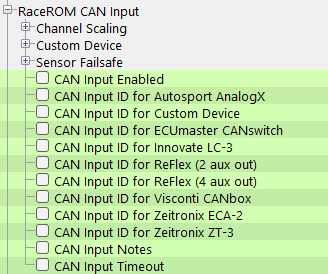 RaceROM CAN Input
Channel Scaling
Custom Device
Sensor Failsafe
CAN Input Enabled
CAN Input ID for Autosport AnalogX
CAN Input ID for Custom Device
CAN Input ID for ECUmaster CANswitch
CAN Input ID for Innovate LC-3
CAN Input ID for ReFlex (2 aux out)
CAN Input ID for ReFlex (4 aux out)
CAN Input ID for Visconti CANbox
CAN Input ID for Zeitronix ECA-2
CAN Input ID for Zeitronix ZT-3
CAN Input Notes
CAN Input Timeout